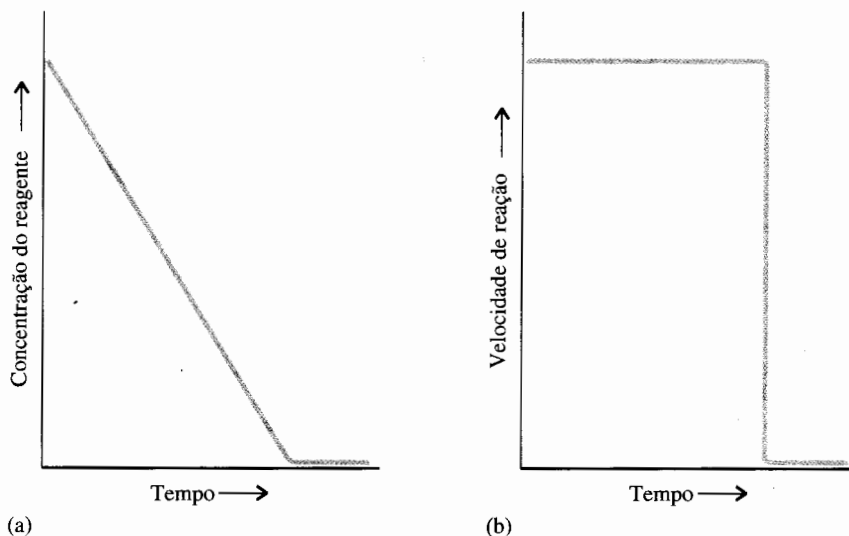 Concentração do reagente ⟶
Tempo ⟶
(a)
Velocidade de reação ⟶
Tempo ⟶
(b)